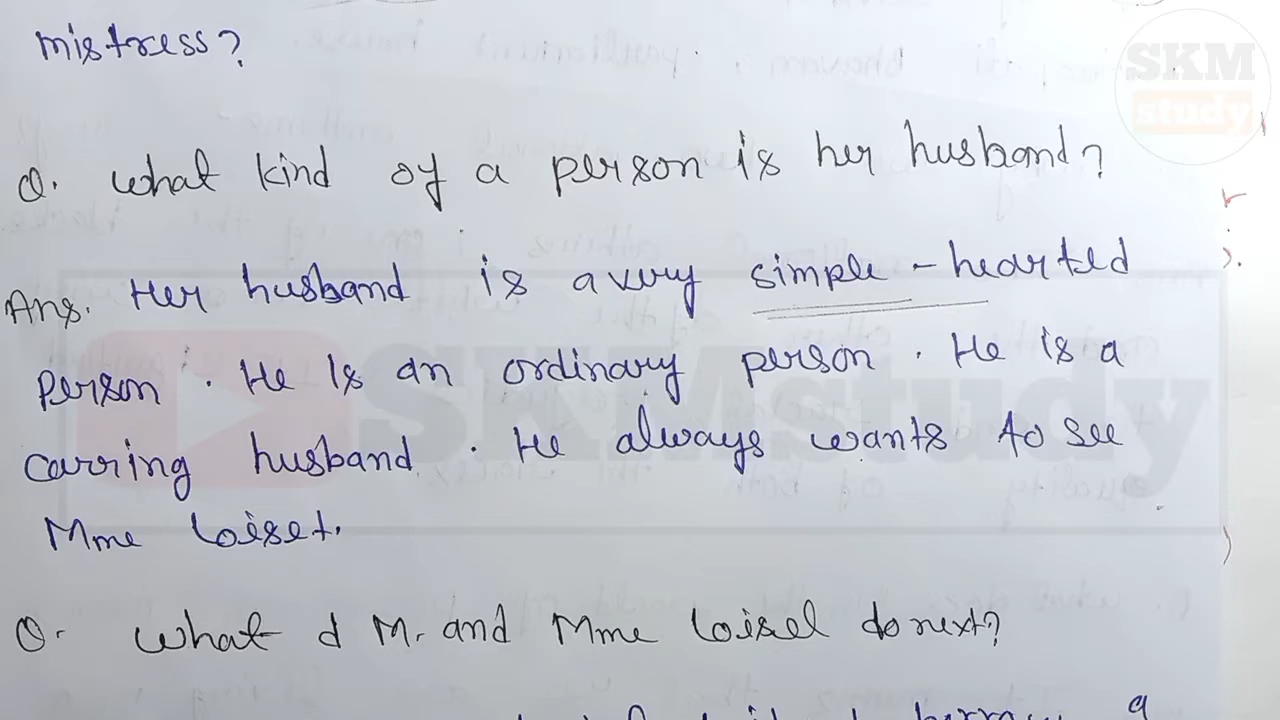 mistress?
SKM
study
Q. What kind of a person is her husband?
Ans. Her husband is a very simple-hearted
person. He is an ordinary person. He is a
carring husband. He always wants to see
Mme loiset.
SKMstudy
Q. What d M. and Mme loisel do next?